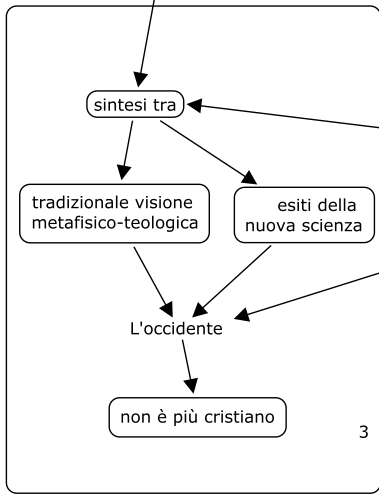 sintesi tra
tradizionale visione
metafisico-teologica
esiti della
nuova scienza
L'occidente
non è più cristiano
3